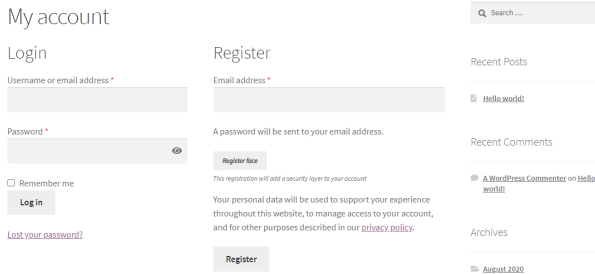 My account
Login
Username or email address *
Password *
Remember me
Log in
Lost your password?
Register
Email address *
A password will be sent to your email address.
Register face
This registration will add a security layer to your account
Your personal data will be used to support your experience
throughout this website, to manage access to your account,
and for other purposes described in our privacy policy.
Register
Search …
Recent Posts
Hello world!
Recent Comments
A WordPress Commenter on Hello
world!
Archives
August 2020